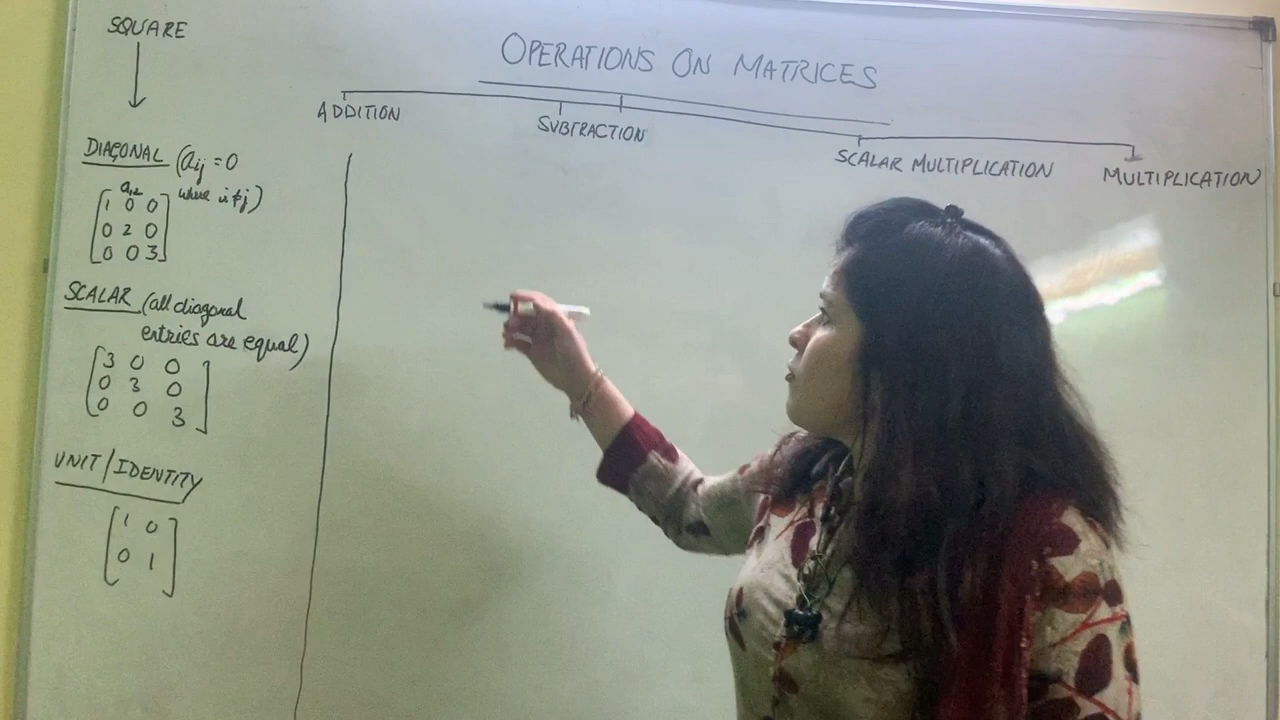 SQUARE
DIAGONAL (aij = 0
where i ≠ j)
a12
1 0 0
0 2 0
0 0 3
SCALAR (all diagonal
entries are equal)
3 0 0
0 3 0
0 0 3
UNIT/IDENTITY
1 0
0 1
OPERATIONS ON MATRICES
ADDITION
SUBTRACTION
SCALAR MULTIPLICATION
MULTIPLICATION